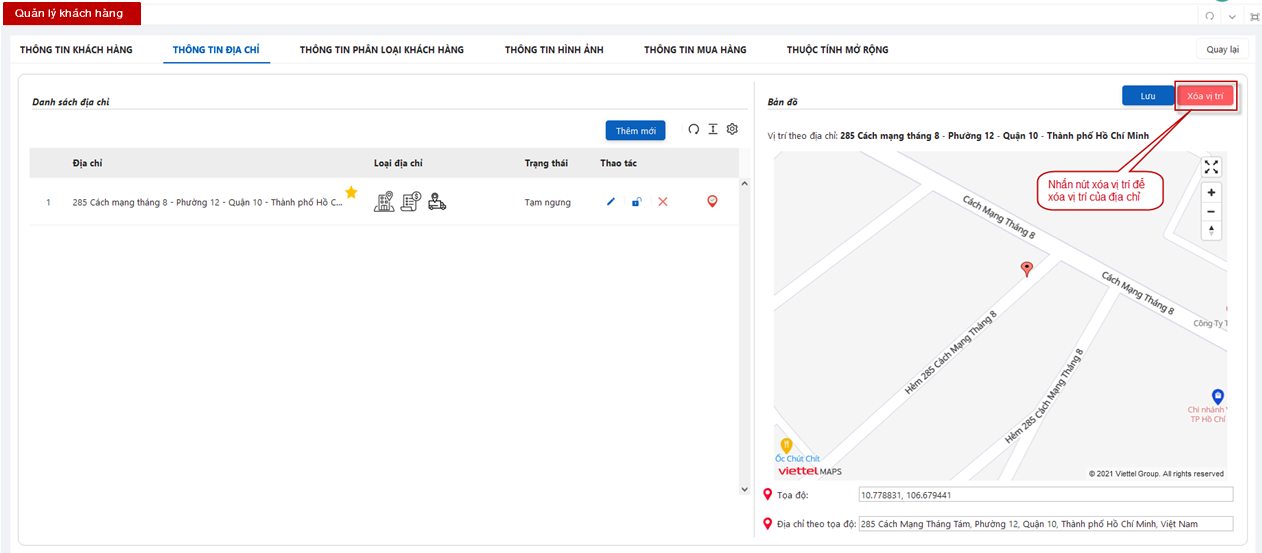 Quản lý khách hàng
THÔNG TIN KHÁCH HÀNG
THÔNG TIN ĐỊA CHỈ
THÔNG TIN PHÂN LOẠI KHÁCH HÀNG
THÔNG TIN HÌNH ẢNH
THÔNG TIN MUA HÀNG
THUỘC TÍNH MỞ RỘNG
Quay lại
Danh sách địa chỉ
Thêm mới
Địa chỉ
Loại địa chỉ
Trạng thái
Thao tác
1
285 Cách mạng tháng 8 - Phường 12 - Quận 10 - Thành phố Hồ C...
Tạm ngưng
Bản đồ
Lưu
Xóa vị trí
Vị trí theo địa chỉ: 285 Cách mạng tháng 8 - Phường 12 - Quận 10 - Thành phố Hồ Chí Minh
Nhấn nút xóa vị trí để
xóa vị trí của địa chỉ
Cách Mạng Tháng 8
Cách Mạng Tháng 8
Công Ty T
Hẻm 285 Cách Mạng Tháng 8
Hẻm 285 Cách Mạng Tháng 8
Chi nhánh
TP Hồ Chí
Ốc Chút Chít
viettel MAPS
© 2021 Viettel Group. All rights reserved
Tọa độ:
10.778831, 106.679441
Địa chỉ theo tọa độ:
285 Cách Mạng Tháng Tám, Phường 12, Quận 10, Thành phố Hồ Chí Minh, Việt Nam